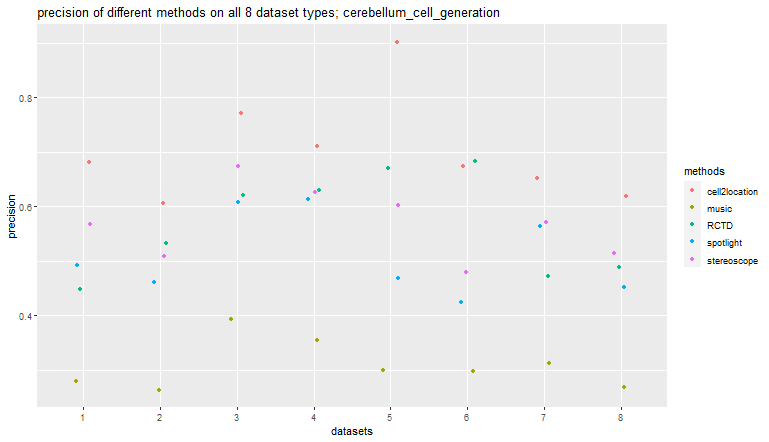 precision of different methods on all 8 dataset types; cerebellum_cell_generation
precision
0.8
0.6
0.4
1 2 3 4 5 6 7 8
datasets
methods
cell2location
music
RCTD
spotlight
stereoscope